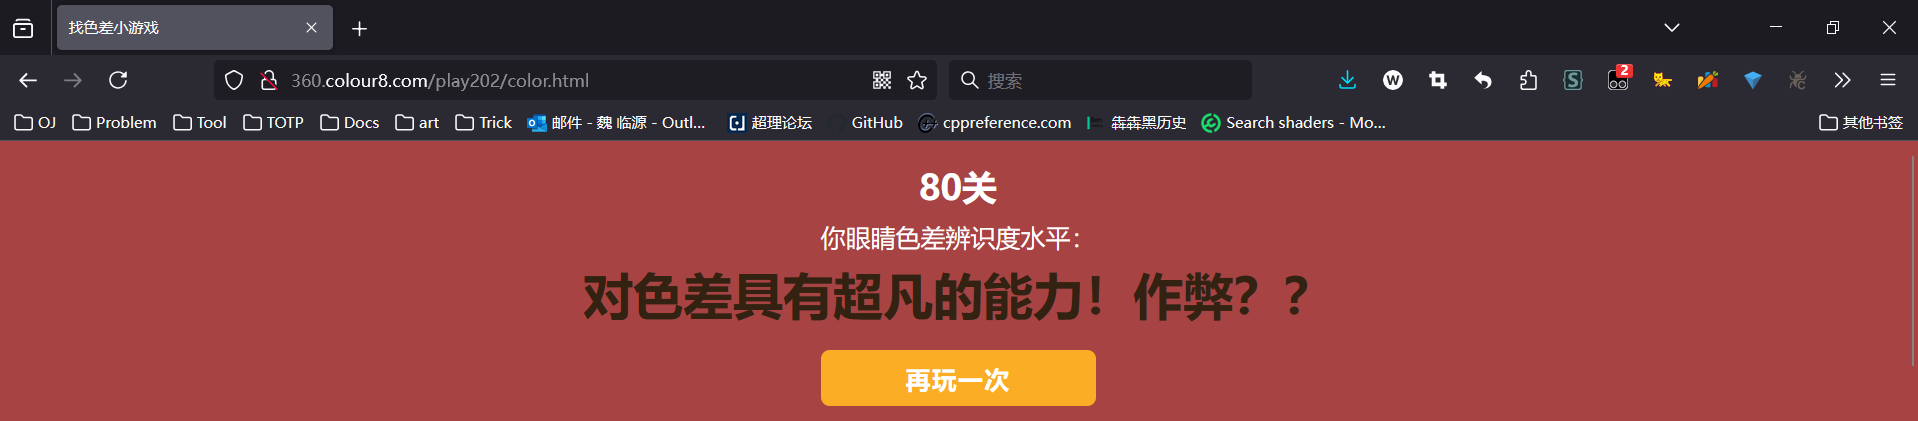 找色差小游戏
360.colour8.com/play202/color.html
搜索
2
OJ Problem Tool TOTP Docs art Trick 邮件 - 魏 临源 - Outl... 超理论坛 GitHub cppreference.com 犇犇黑历史 Search shaders - Mo... 其他书签
80关
你眼睛色差辨识度水平：
对色差具有超凡的能力！作弊？？
再玩一次